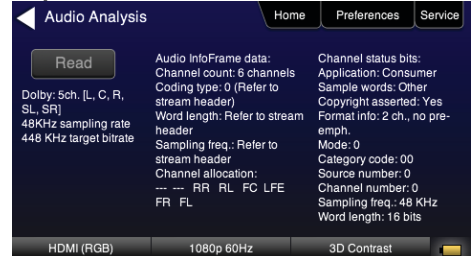 Audio Analysis
Home
Preferences
Service
Read
Dolby: 5ch. [L, C, R,
SL, SR]
48KHz sampling rate
448 KHz target bitrate
Audio InfoFrame data:
Channel count: 6 channels
Coding type: 0 (Refer to
stream header)
Word length: Refer to stream
header
Sampling freq.: Refer to
stream header
Channel allocation:
--- --- RR RL FC LFE
FR FL
Channel status bits:
Application: Consumer
Sample words: Other
Copyright asserted: Yes
Format info: 2 ch., no pre-
emph.
Mode: 0
Category code: 00
Source number: 0
Channel number: 0
Sampling freq.: 48 KHz
Word length: 16 bits
HDMI (RGB)
1080p 60Hz
3D Contrast